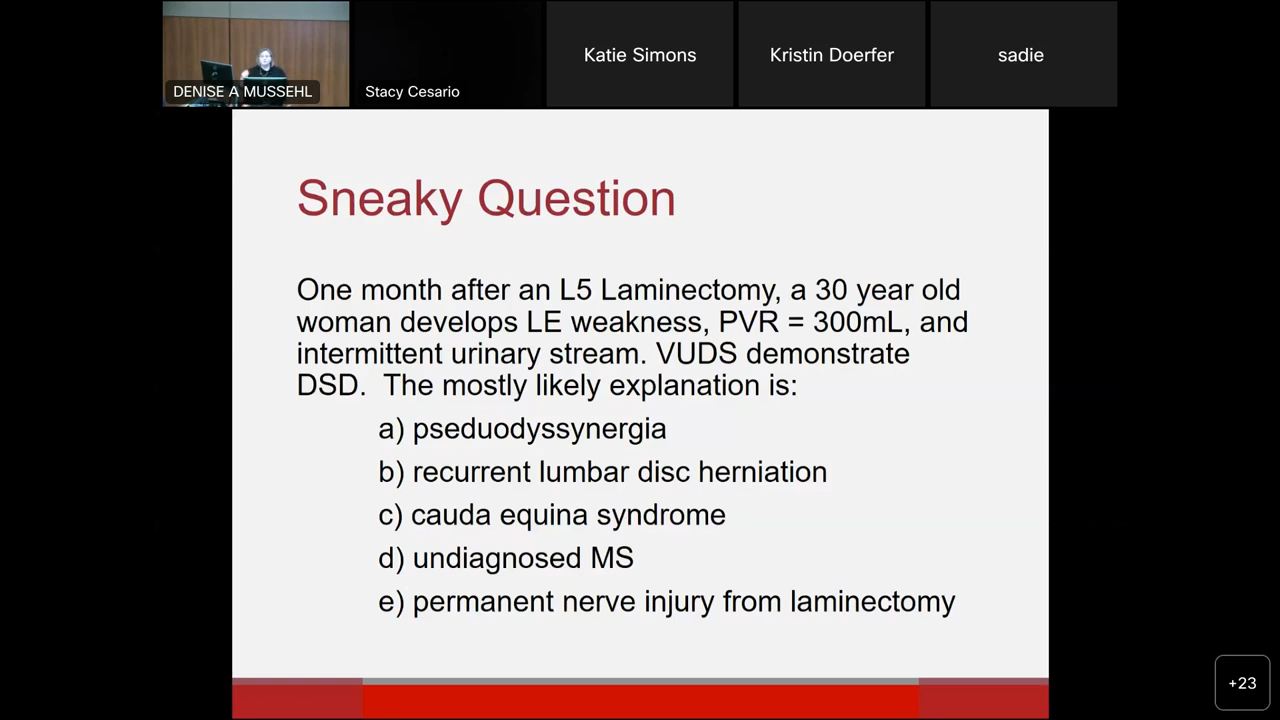 DENISE A MUSSEHL
Stacy Cesario
Katie Simons
Kristin Doerfer
sadie
Sneaky Question
One month after an L5 Laminectomy, a 30 year old
woman develops LE weakness, PVR = 300mL, and
intermittent urinary stream. VUDS demonstrate
DSD. The mostly likely explanation is:
a) pseduodyssynergia
b) recurrent lumbar disc herniation
c) cauda equina syndrome
d) undiagnosed MS
e) permanent nerve injury from laminectomy
+23